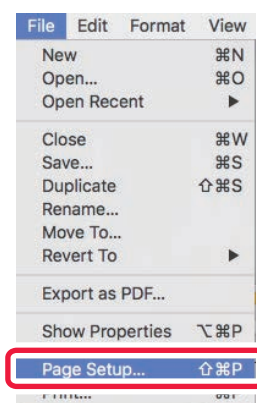 File Edit Format View
New ⌘N
Open... ⌘O
Open Recent ▶
Close ⌘W
Save... ⌘S
Duplicate ⇧⌘S
Rename...
Move To...
Revert To ▶
Export as PDF...
Show Properties ⌥⌘P
Page Setup... ⇧⌘P